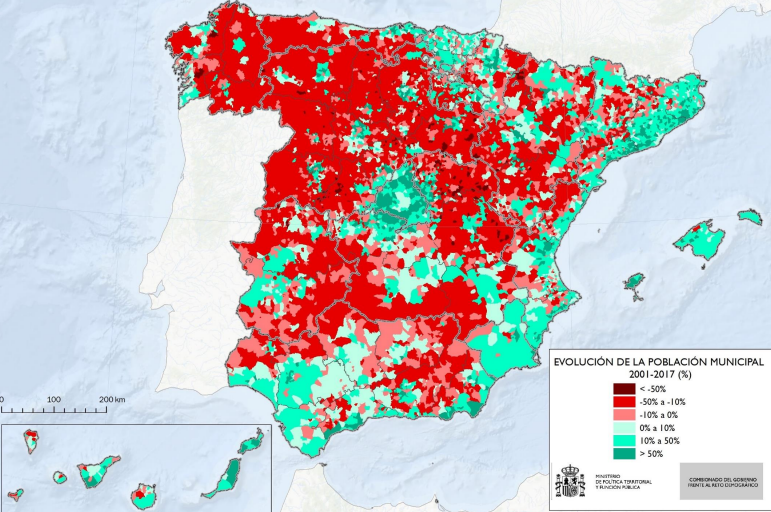 0 100 200 km
EVOLUCIÓN DE LA POBLACIÓN MUNICIPAL
2001-2017 (%)
< -50%
-50% a -10%
-10% a 0%
0% a 10%
10% a 50%
> 50%
MINISTERIO
DE POLÍTICA TERRITORIAL
Y FUNCIÓN PÚBLICA
COMISIONADO DEL GOBIERNO
FRENTE AL RETO DEMOGRÁFICO